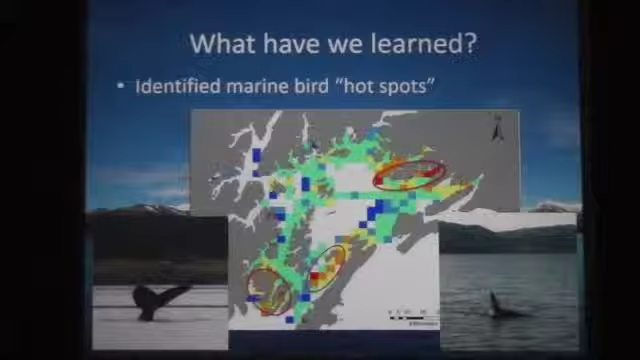 What have we learned?
• Identified marine bird “hot spots”